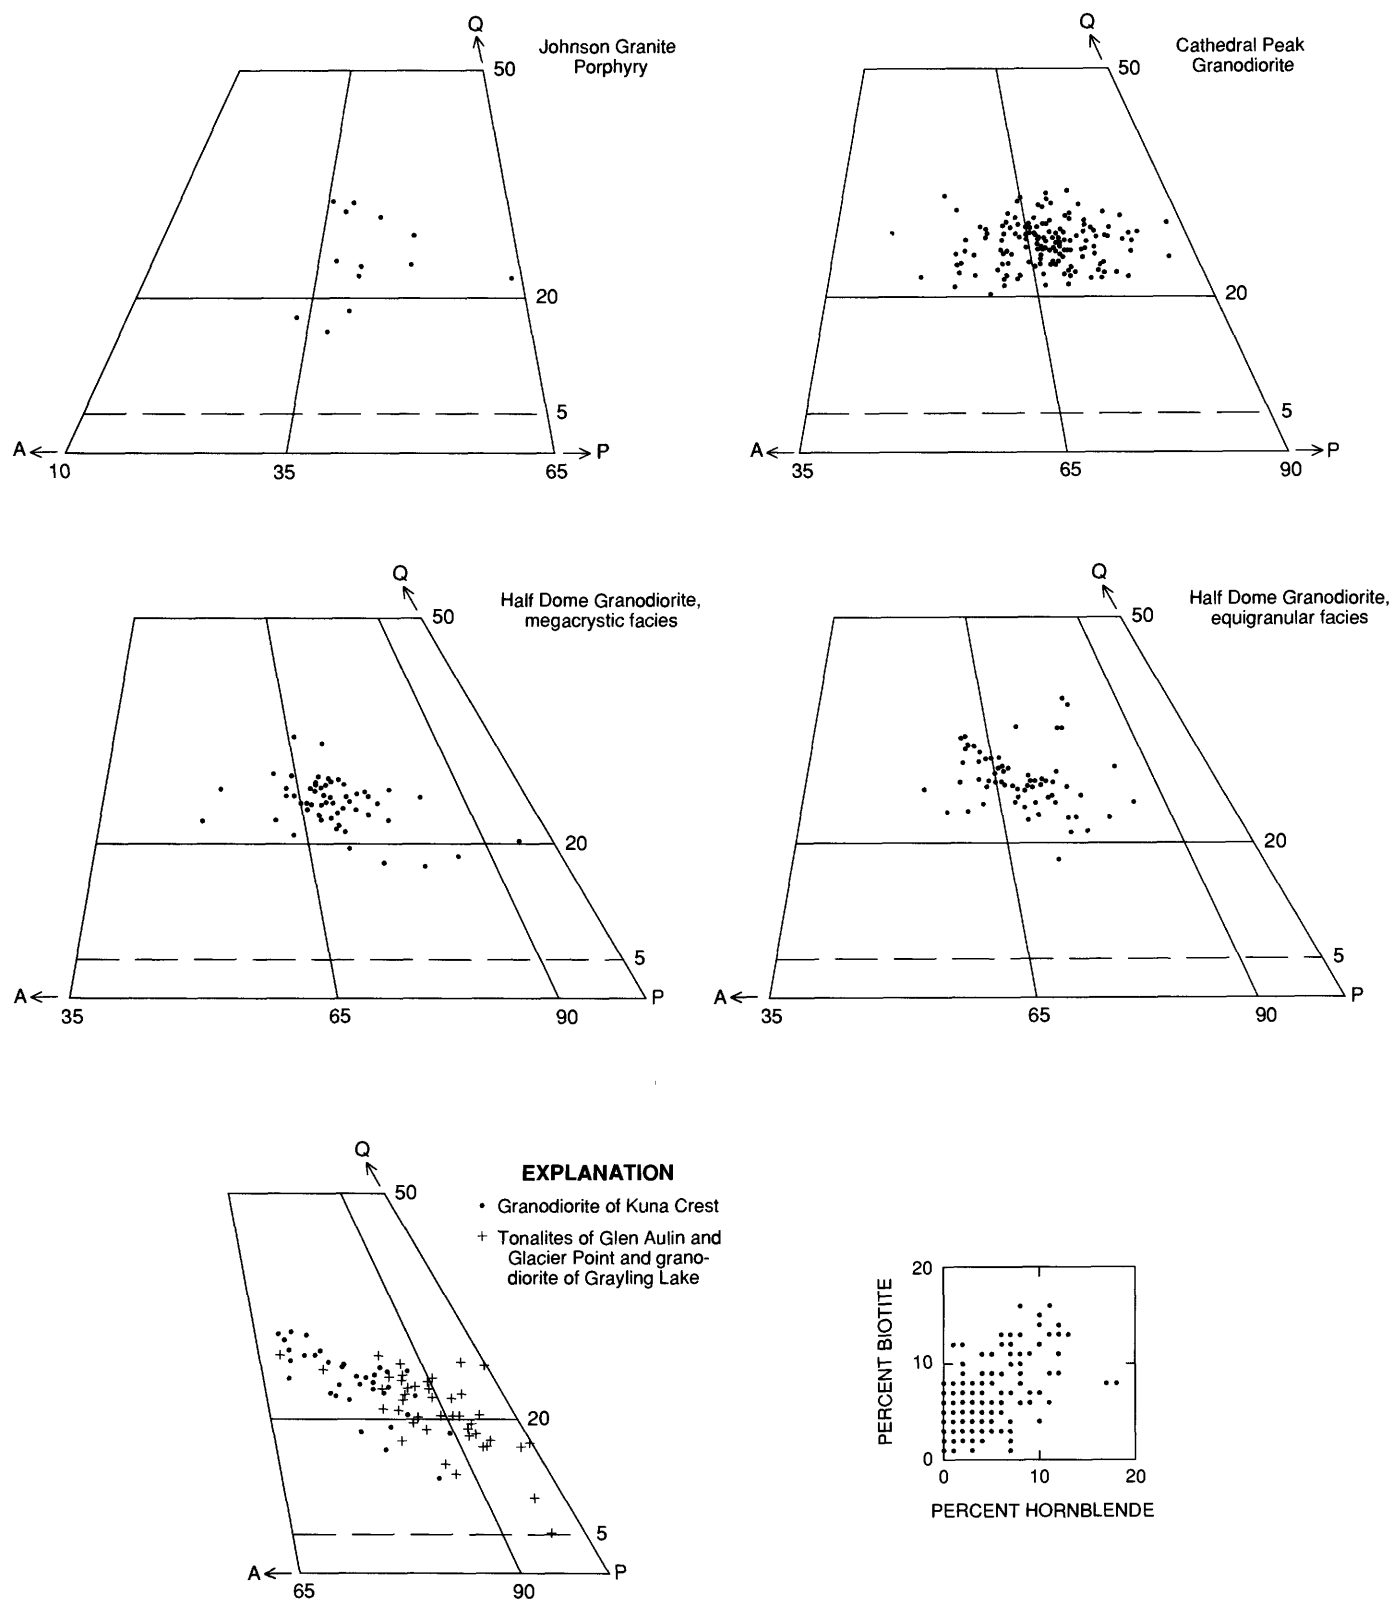 Q
50
Johnson Granite
Porphyry
20
5
A
P
10
35
65
Q
50
Cathedral Peak
Granodiorite
20
5
A
P
35
65
90
Q
50
Half Dome Granodiorite,
megacrystic facies
20
5
A
P
35
65
90
Q
50
Half Dome Granodiorite,
equigranular facies
20
5
A
P
35
65
90
Q
50
20
5
A
P
65
90
EXPLANATION
Granodiorite of Kuna Crest
+ Tonalites of Glen Aulin and
Glacier Point and grano-
diorite of Grayling Lake
PERCENT BIOTITE
20
10
0
0
10
20
PERCENT HORNBLENDE